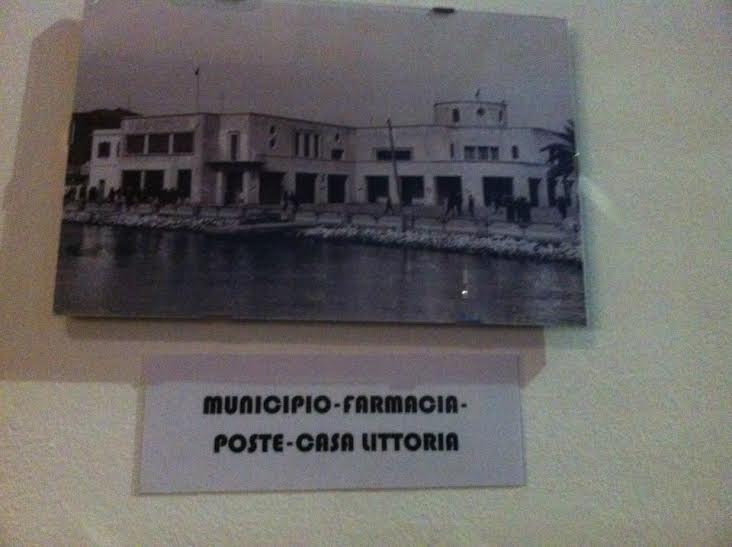 MUNICIPIO-FARMACIA-
POSTE-CASA LITTORIA